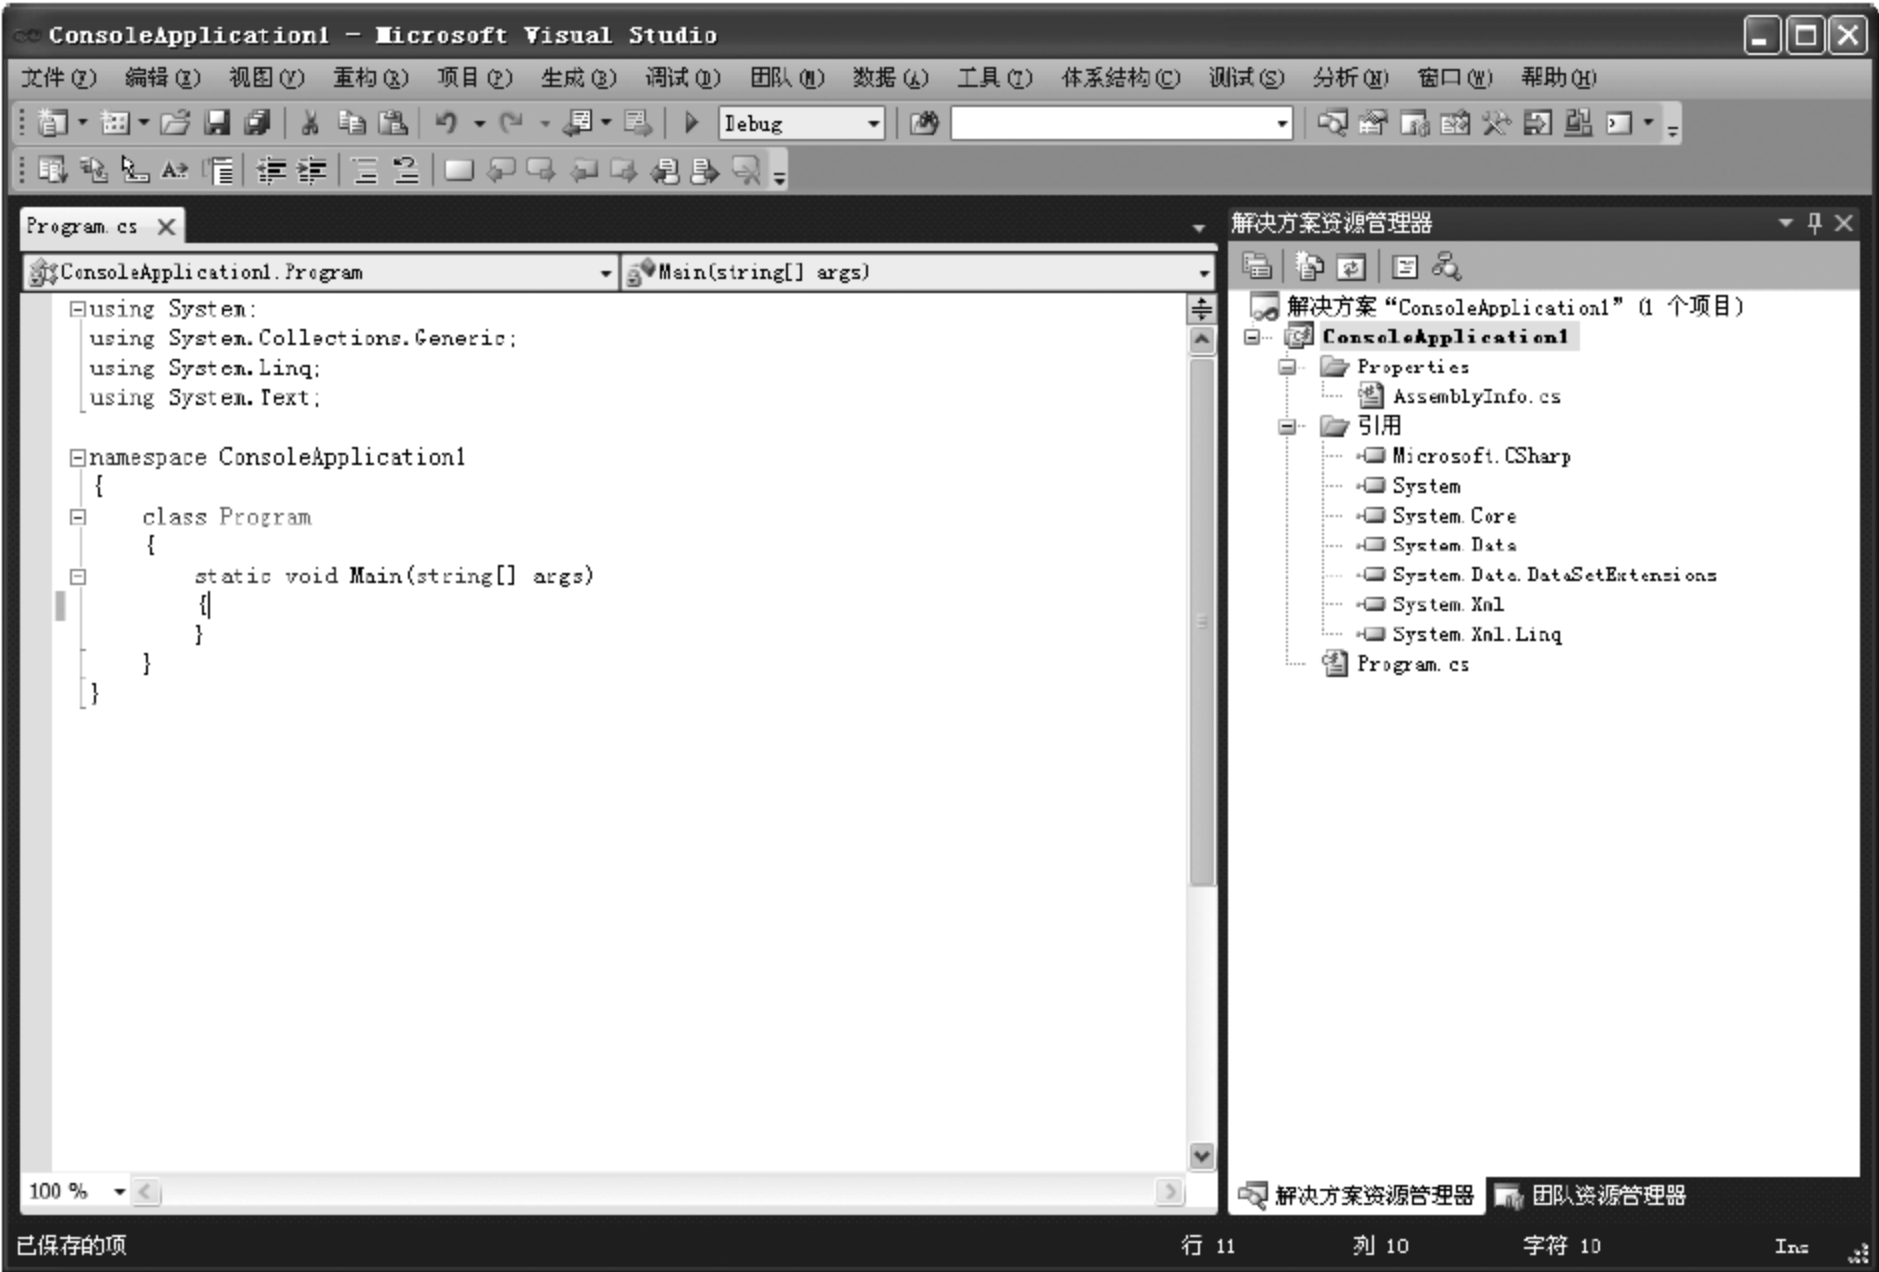 ConsoleApplication1 - Microsoft Visual Studio
文件(F) 编辑(E) 视图(V) 重构(R) 项目(P) 生成(B) 调试(D) 团队(M) 数据(A) 工具(T) 体系结构(C) 测试(S) 分析(N) 窗口(W) 帮助(H)
Debug
Program.cs
ConsoleApplication1.Program
Main(string[] args)
using System;
using System.Collections.Generic;
using System.Linq;
using System.Text;
namespace ConsoleApplication1
{
class Program
{
static void Main(string[] args)
{
}
}
}
100 %
解决方案资源管理器
解决方案“ConsoleApplication1”(1 个项目)
ConsoleApplication1
Properties
AssemblyInfo.cs
引用
Microsoft.CSharp
System
System.Core
System.Data
System.Data.DataSetExtensions
System.Xml
System.Xml.Linq
Program.cs
解决方案资源管理器 团队资源管理器
已保存的项 行 11 列 10 字符 10 Ins